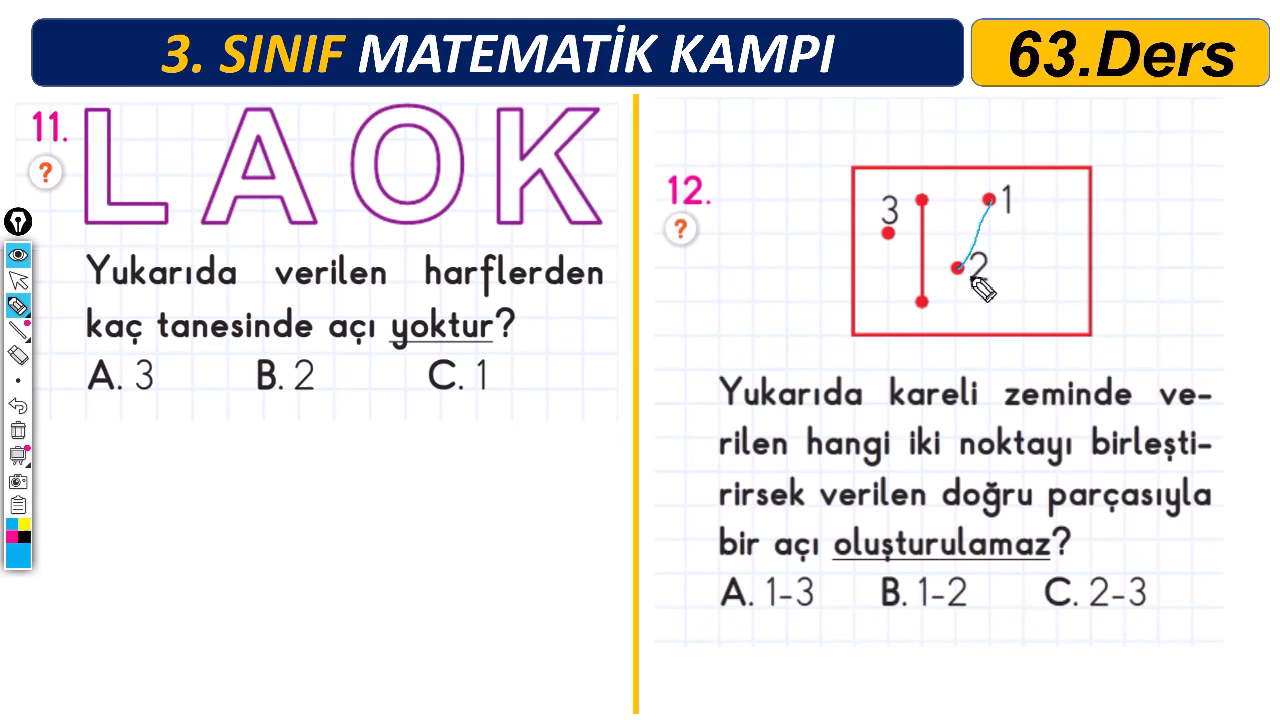 3. SINIF MATEMATİK KAMPI
63.Ders
11.
L A O K
?
Yukarıda verilen harflerden
kaç tanesinde açı yoktur?
A. 3 B. 2 C. 1
12.
?
3
1
2
Yukarıda kareli zeminde ve-
rilen hangi iki noktayı birleşti-
rirsek verilen doğru parçasıyla
bir açı oluşturulamaz?
A. 1-3 B. 1-2 C. 2-3